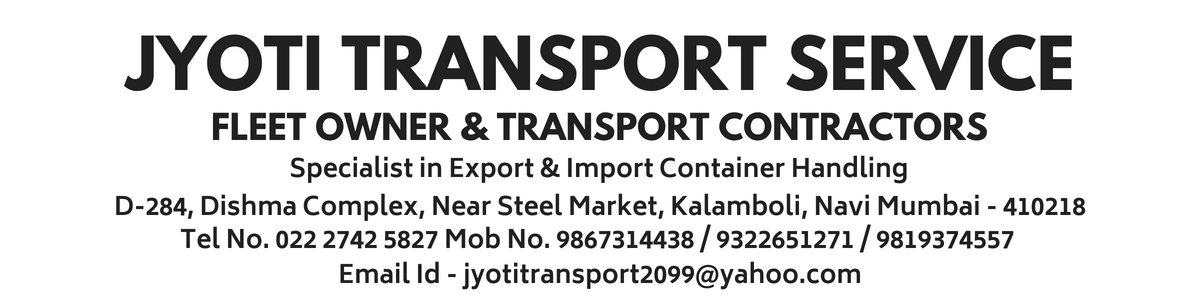 JYOTI TRANSPORT SERVICE
FLEET OWNER & TRANSPORT CONTRACTORS
Specialist in Export & Import Container Handling
D-284, Dishma Complex, Near Steel Market, Kalamboli, Navi Mumbai - 410218
Tel No. 022 2742 5827 Mob No. 9867314438 / 9322651271 / 9819374557
Email Id - jyotitransport2099@yahoo.com